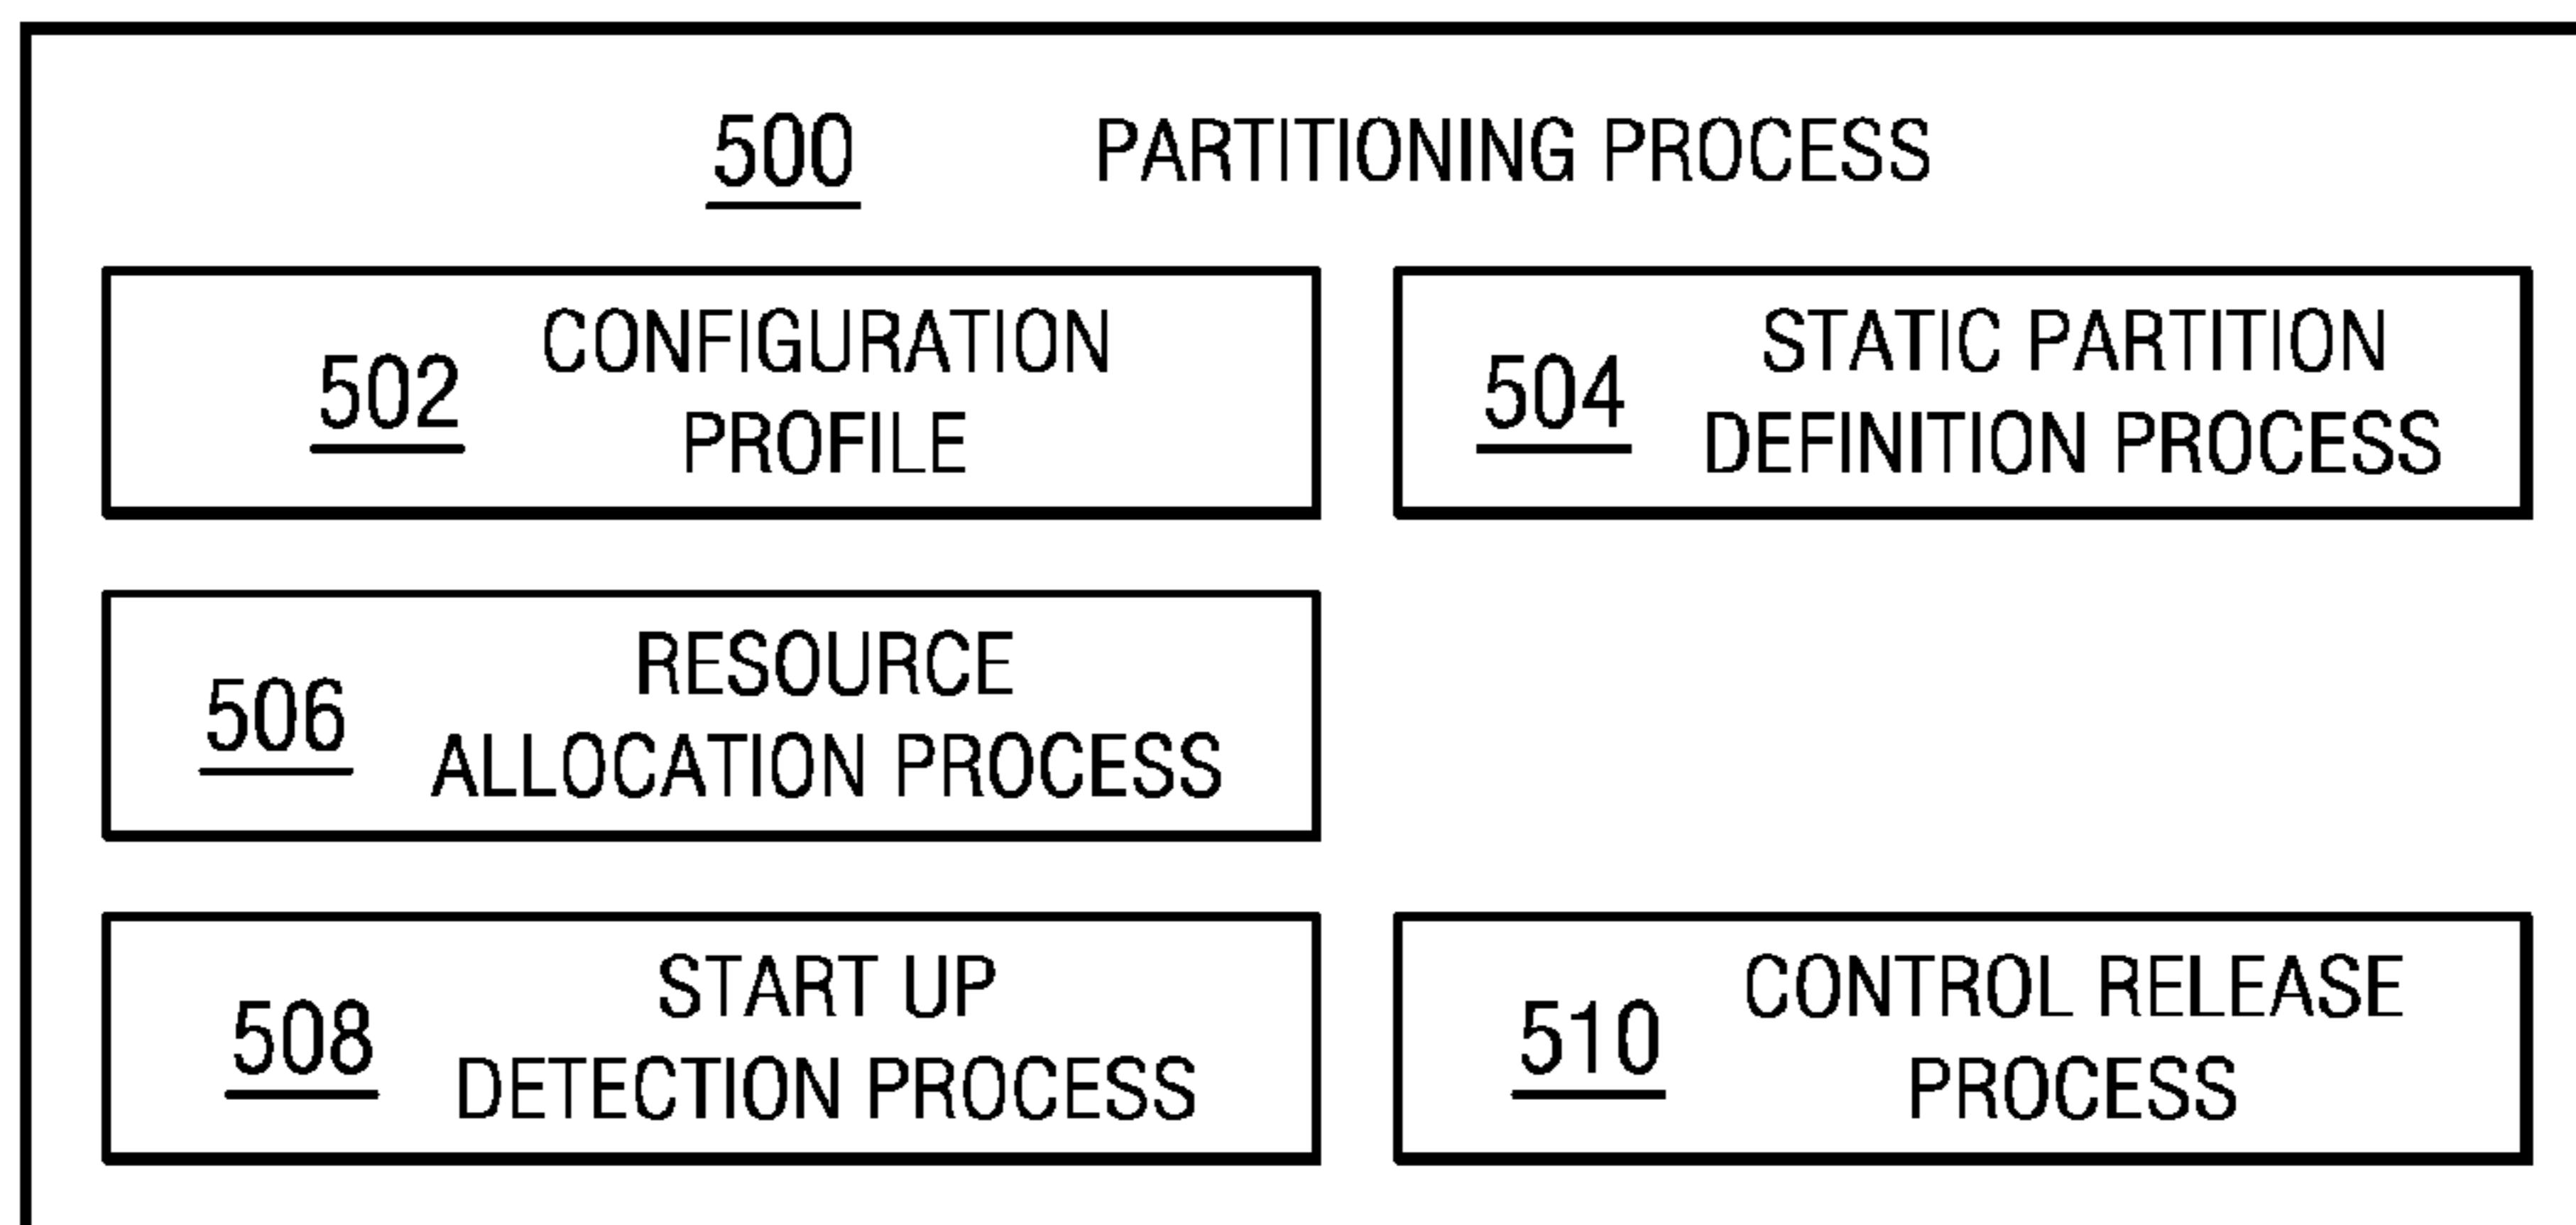 500 PARTITIONING PROCESS
502 CONFIGURATION
PROFILE
504 STATIC PARTITION
DEFINITION PROCESS
506 RESOURCE
ALLOCATION PROCESS
508 START UP
DETECTION PROCESS
510 CONTROL RELEASE
PROCESS